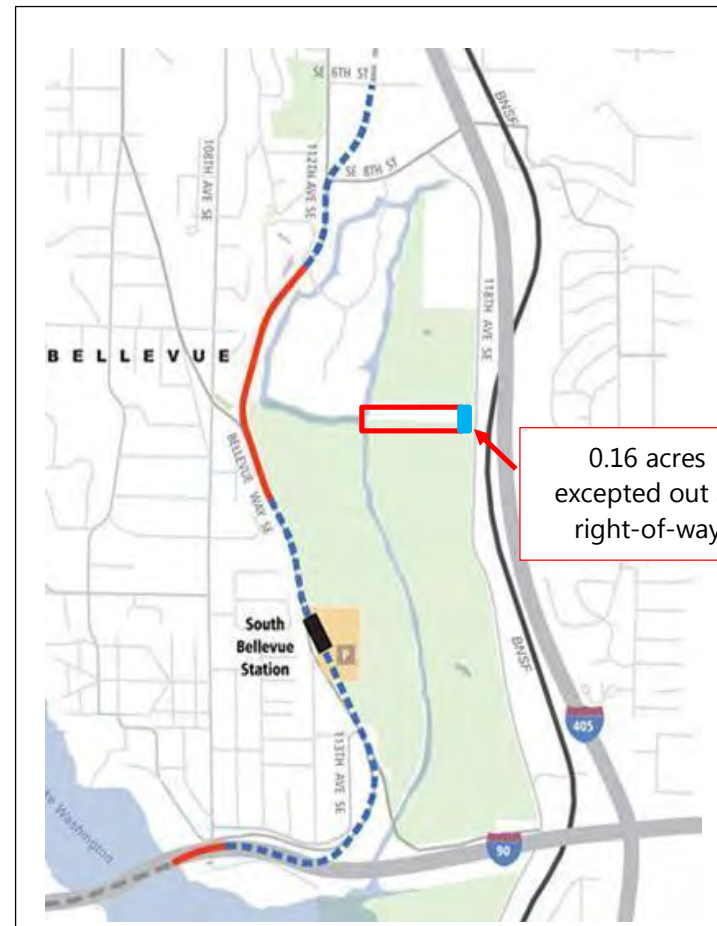 SE 6TH ST
108TH AVE SE
112TH AVE SE
SE 8TH ST
BNSF
118TH AVE SE
BELLEVUE
BELLEVUE WAY SE
0.16 acres
excepted out
right-of-way
South
Bellevue
Station
P
BNSF
405
113TH AVE SE
Washington
90